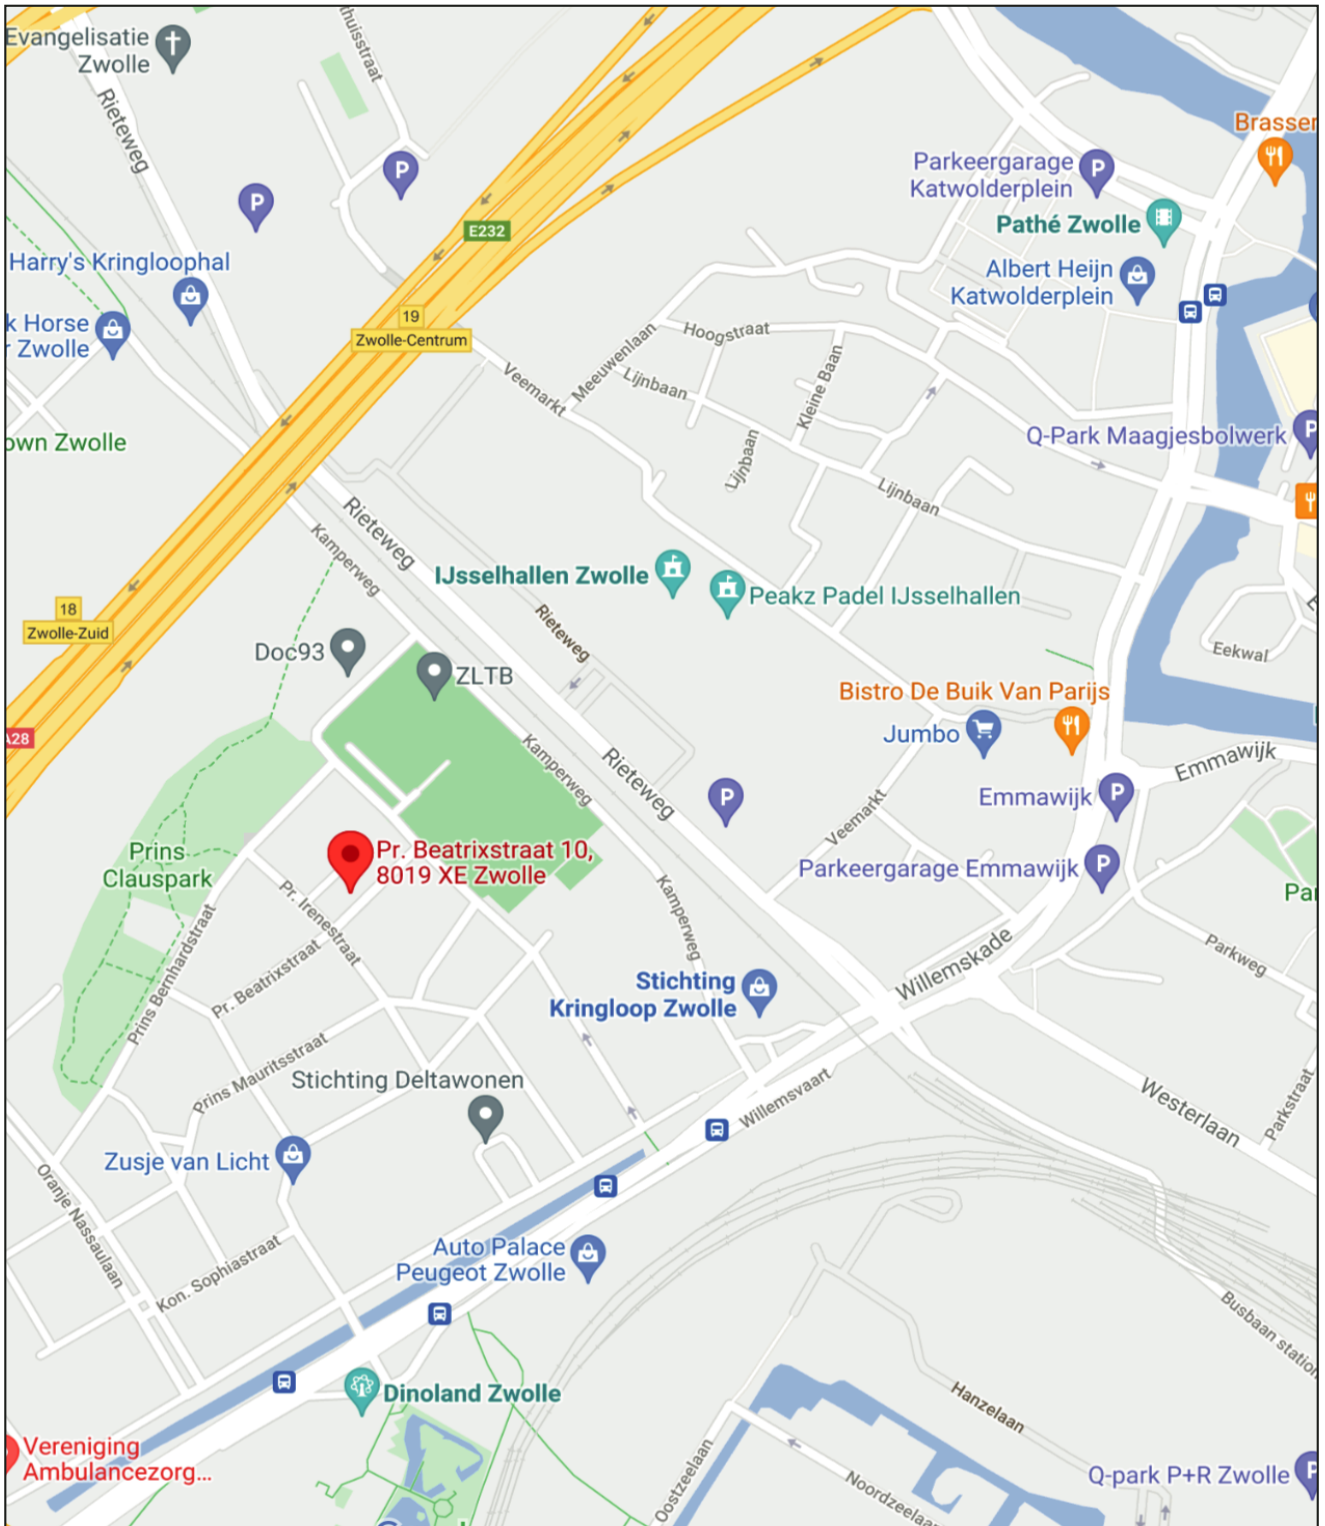 Evangelisatie
Zwolle
Rieteweg
thuisstraat
Brasser
P
P
Parkeergarage
Katwolderplein
P
Pathé Zwolle
E232
Harry's Kringloophal
Albert Heijn
Katwolderplein
k Horse
r Zwolle
19
Zwolle-Centrum
Hoogstraat
Meeuwenlaan
Veemarkt
Lijnbaan
Kleine Baan
own Zwolle
Q-Park Maagjesbolwerk
P
Lijnbaan
Lijnbaan
Rieteweg
Kamperweg
IJsselhallen Zwolle
Peakz Padel IJsselhallen
18
Zwolle-Zuid
Rieteweg
Doc93
ZLTB
Eekwal
Bistro De Buik Van Parijs
Jumbo
A28
Kamperweg
Rieteweg
Emmawijk
P
Emmawijk
P
Veemarkt
Prins
Clauspark
Pr. Beatrixstraat 10,
8019 XE Zwolle
Parkeergarage Emmawijk
P
Par
Pr. Irenestraat
Kamperweg
Prins Bernhardstraat
Pr. Beatrixstraat
Willemskade
Parkweg
Stichting
Kringloop Zwolle
Prins Mauritsstraat
Stichting Deltawonen
Willemsvaart
Westerlaan
Parkstraat
Zusje van Licht
Oranje Nassaulaan
Kon. Sophiastraat
Auto Palace
Peugeot Zwolle
Busbaan station
Dinoland Zwolle
Hanzelaan
Vereniging
Ambulancezorg...
Oostzeelaan
Noordzeelaan
Q-park P+R Zwolle
P